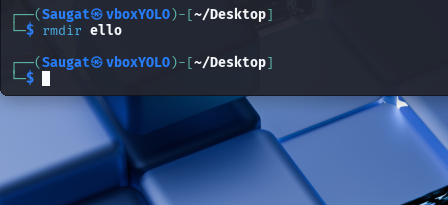 ┌──(Saugat㉿vboxYOLO)-[~/Desktop]
└─$ rmdir ello
┌──(Saugat㉿vboxYOLO)-[~/Desktop]
└─$